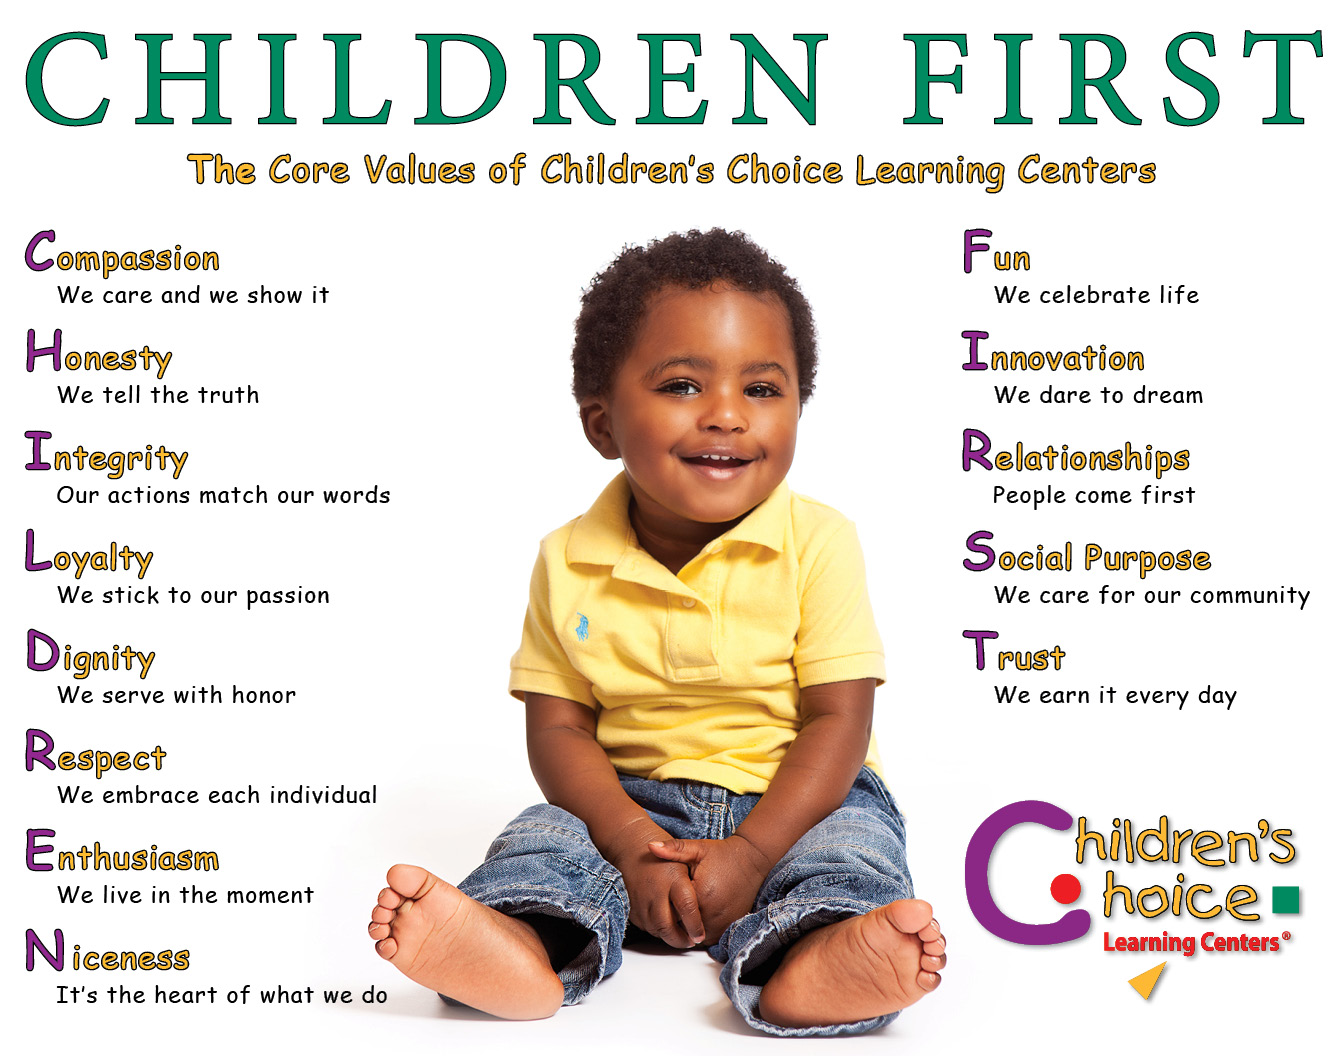 CHILDREN FIRST
The Core Values of Children's Choice Learning Centers
Compassion
We care and we show it
Honesty
We tell the truth
Integrity
Our actions match our words
Loyalty
We stick to our passion
Dignity
We serve with honor
Respect
We embrace each individual
Enthusiasm
We live in the moment
Niceness
It's the heart of what we do
Fun
We celebrate life
Innovation
We dare to dream
Relationships
People come first
Social Purpose
We care for our community
Trust
We earn it every day
Children's
Choice
Learning Centers®